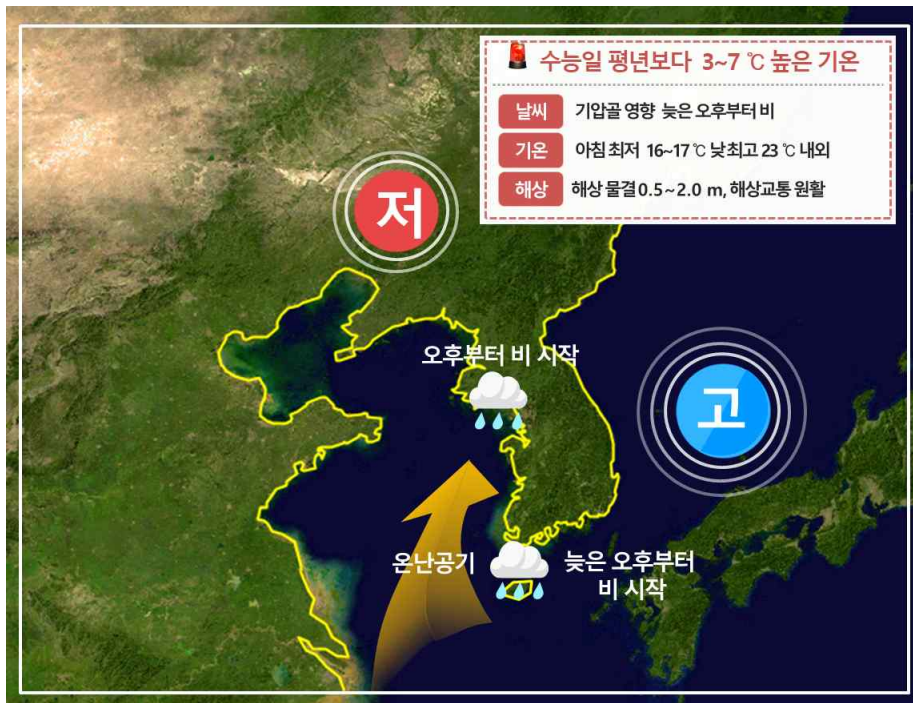 수능일 평년보다 3~7 ℃ 높은 기온
날씨 기압골 영향 늦은 오후부터 비
기온 아침 최저 16~17 ℃ 낮 최고 23 ℃ 내외
해상 해상 물결 0.5~2.0 m, 해상교통 원활
저
오후부터 비 시작
고
온난공기
늦은 오후부터
비 시작